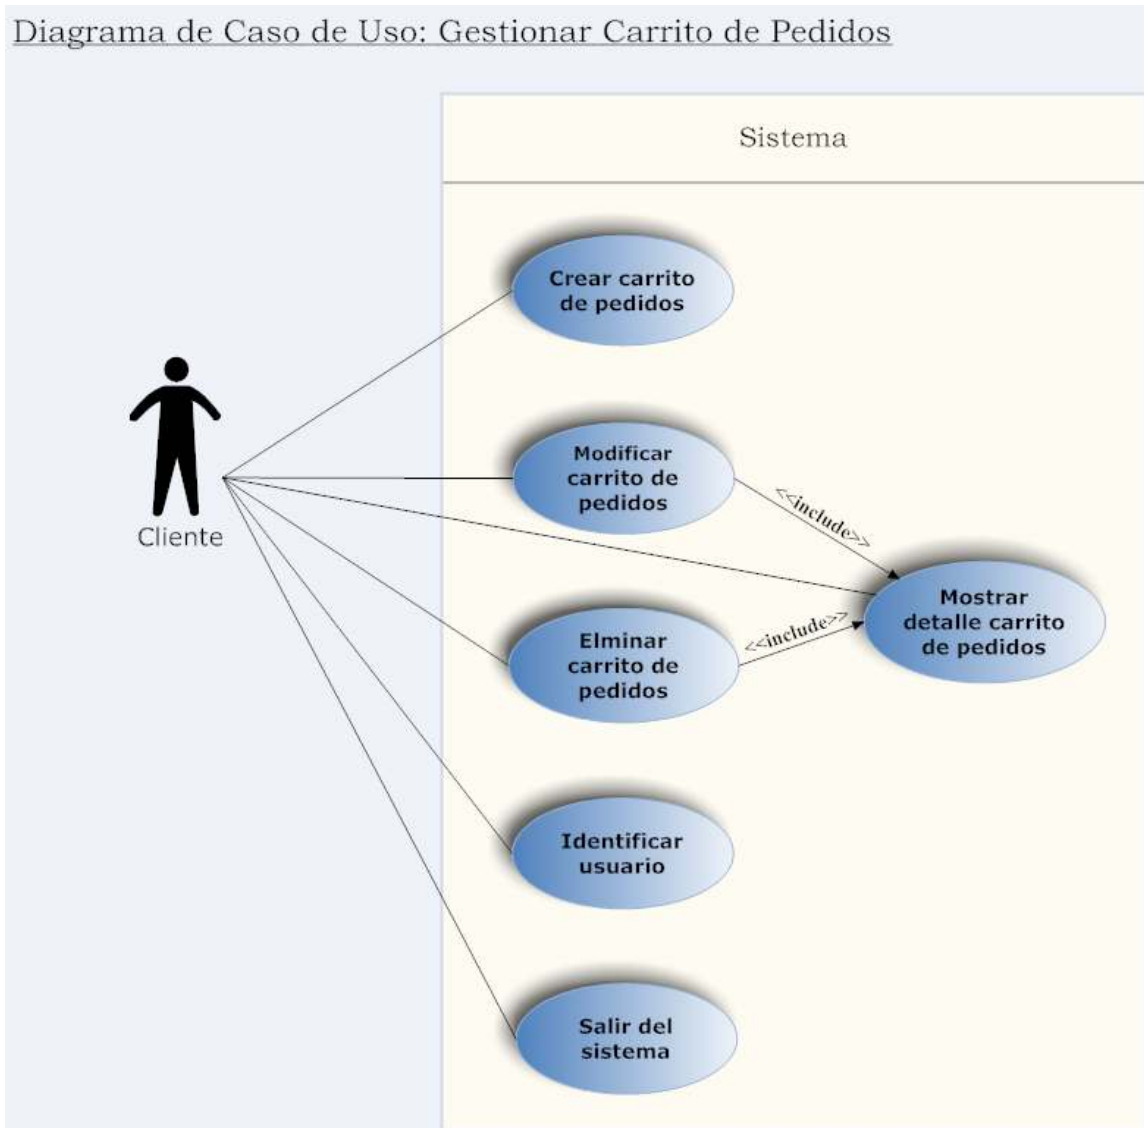 Diagrama de Caso de Uso: Gestionar Carrito de Pedidos
Sistema
Crear carrito
de pedidos
Cliente
Modificar
carrito de
pedidos
<<include>>
Mostrar
detalle carrito
de pedidos
<<include>>
Elminar
carrito de
pedidos
Identificar
usuario
Salir del
sistema